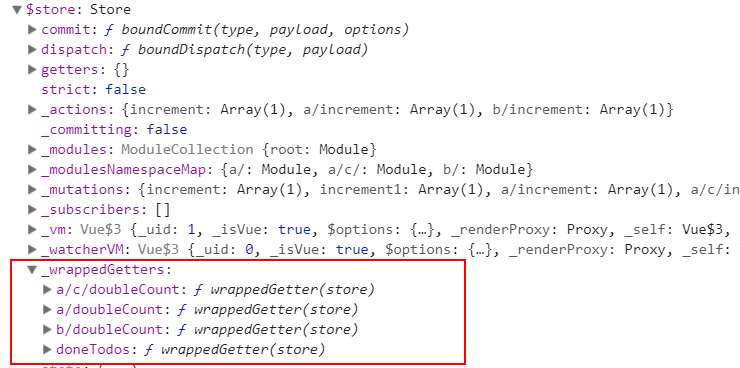 $store: Store
commit: ƒ boundCommit(type, payload, options)
dispatch: ƒ boundDispatch(type, payload)
getters: {}
strict: false
_actions: {increment: Array(1), a/increment: Array(1), b/increment: Array(1)}
_committing: false
_modules: ModuleCollection {root: Module}
_modulesNamespaceMap: {a/: Module, a/c/: Module, b/: Module}
_mutations: {increment: Array(1), increment1: Array(1), a/increment: Array(1), a/c/in
_subscribers: []
_vm: Vue$3 {_uid: 1, _isVue: true, $options: {…}, _renderProxy: Proxy, _self: Vue$3,
_watcherVM: Vue$3 {_uid: 0, _isVue: true, $options: {…}, _renderProxy: Proxy, _self:
_wrappedGetters:
a/c/doubleCount: ƒ wrappedGetter(store)
a/doubleCount: ƒ wrappedGetter(store)
b/doubleCount: ƒ wrappedGetter(store)
doneTodos: ƒ wrappedGetter(store)